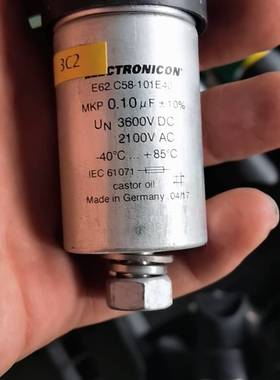 3C2
ELECTRONICON
E62.C58-101E40
MKP 0.10 µF ± 10%
UN 3600V DC
2100V AC
-40°C ... +85°C
IEC 61071
castor oil
Made in Germany 04/17